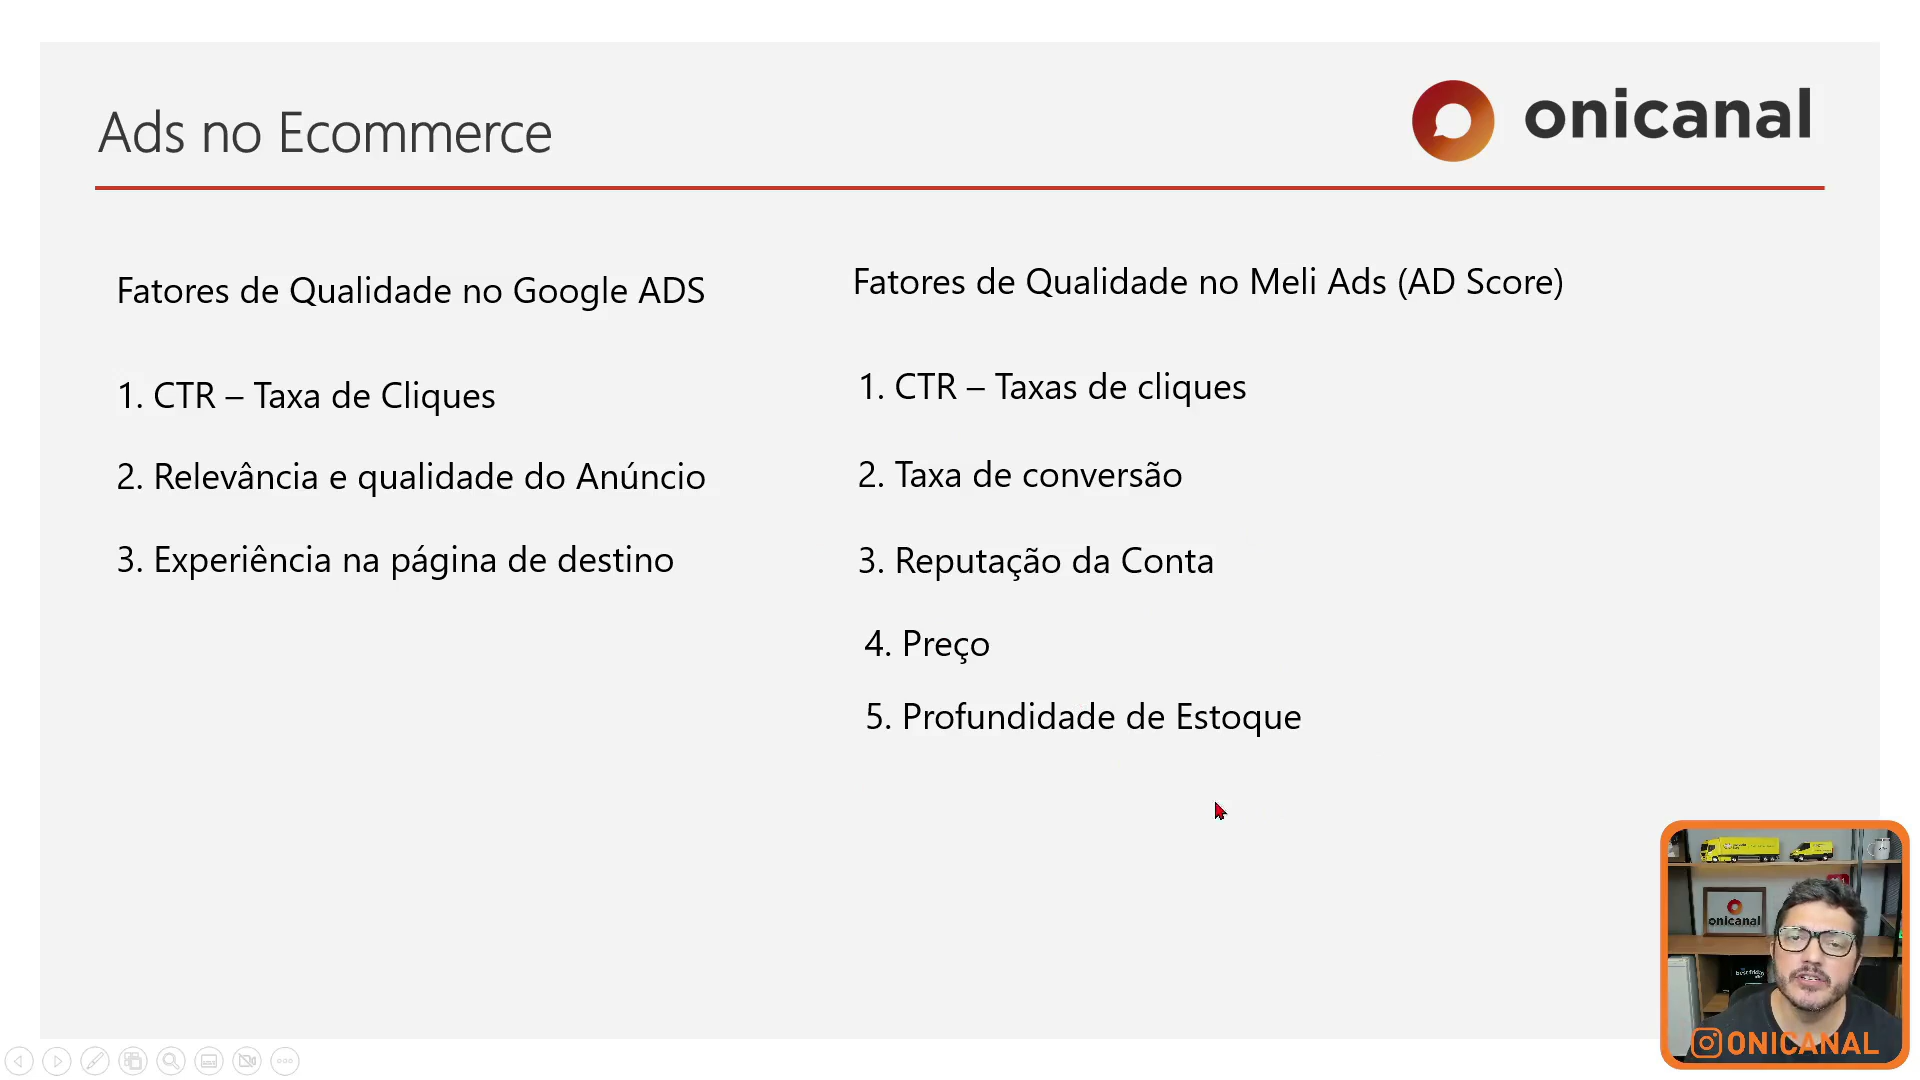 Ads no Ecommerce
onicanal
Fatores de Qualidade no Google ADS
1. CTR – Taxa de Cliques
2. Relevância e qualidade do Anúncio
3. Experiência na página de destino
Fatores de Qualidade no Meli Ads (AD Score)
1. CTR – Taxas de cliques
2. Taxa de conversão
3. Reputação da Conta
4. Preço
5. Profundidade de Estoque
onicanal
ONICANAL